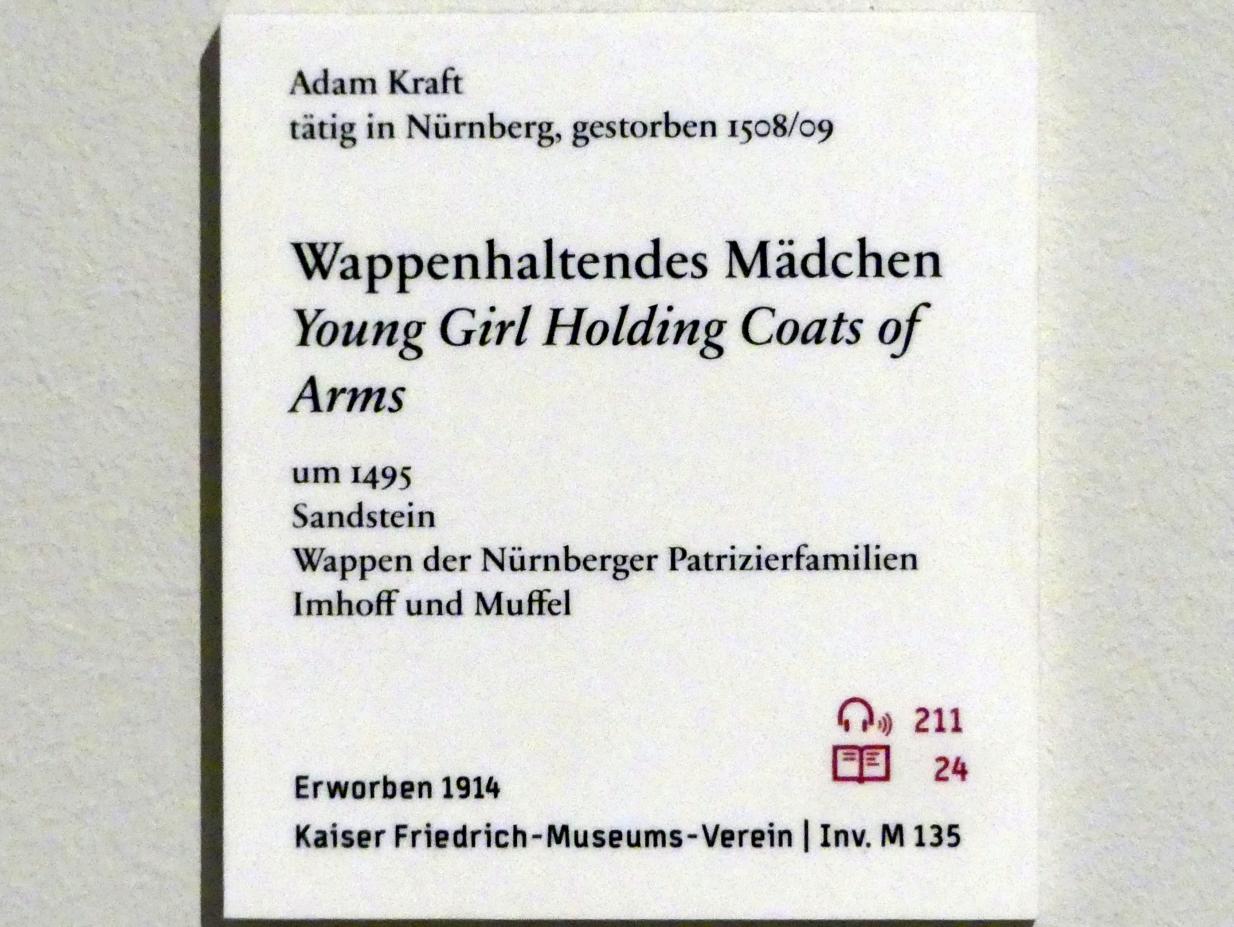 Adam Kraft
tätig in Nürnberg, gestorben 1508/09
Wappenhaltendes Mädchen
Young Girl Holding Coats of
Arms
um 1495
Sandstein
Wappen der Nürnberger Patrizierfamilien
Imhoff und Muffel
211
24
Erworben 1914
Kaiser Friedrich-Museums-Verein | Inv. M 135